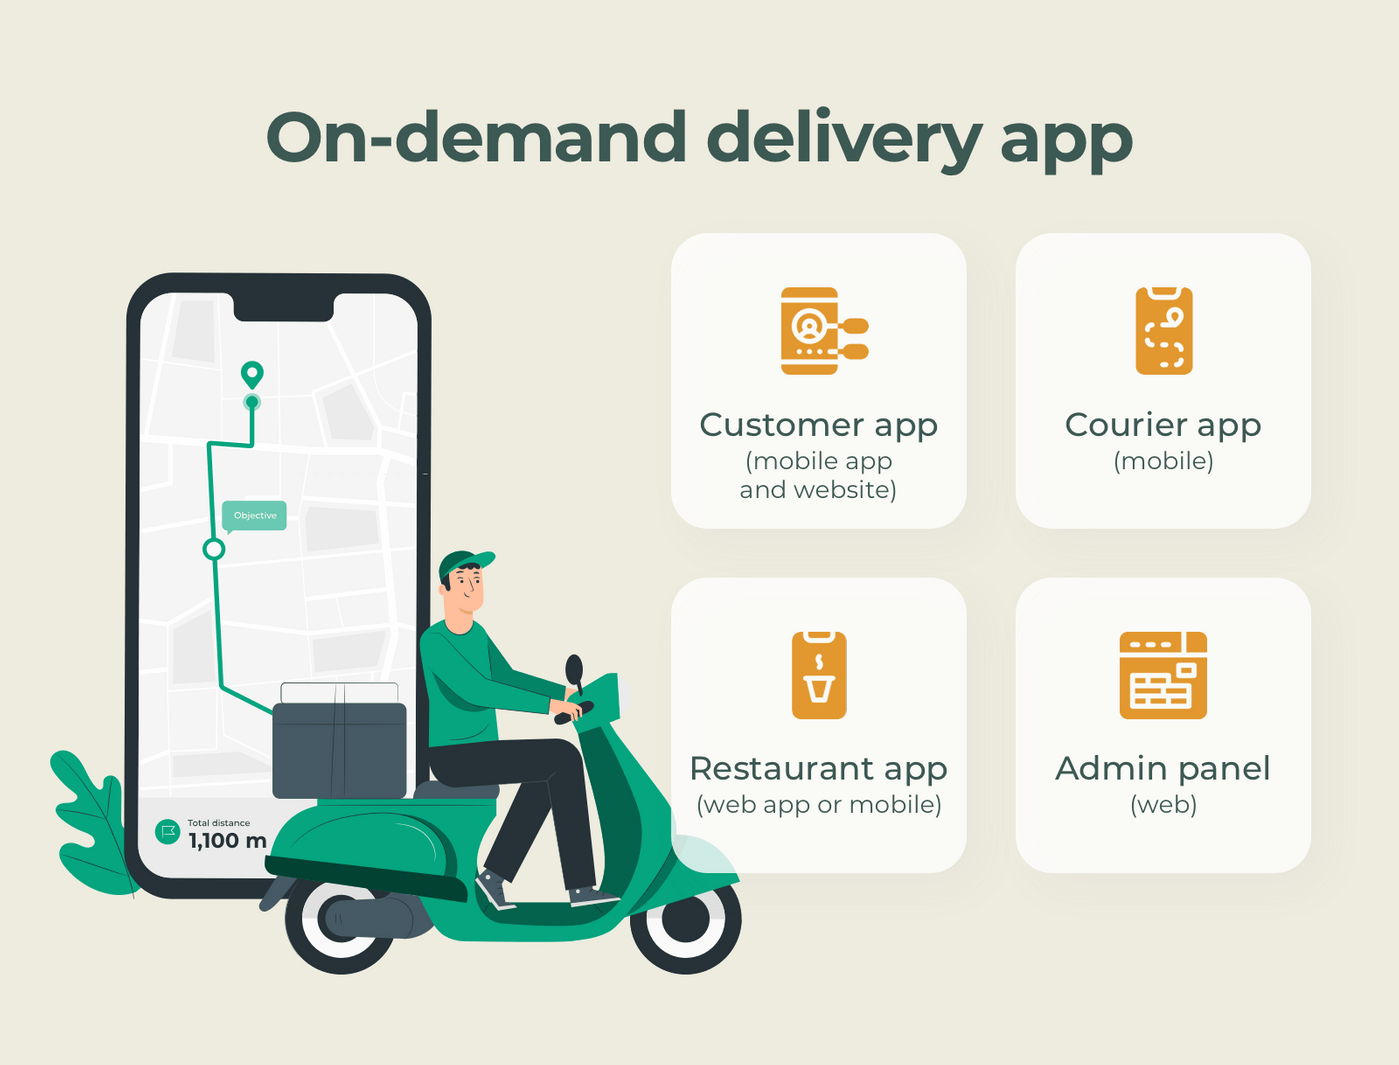 On-demand delivery app
Objective
Total distance
1,100 m
Customer app
(mobile app
and website)
Courier app
(mobile)
Restaurant app
(web app or mobile)
Admin panel
(web)